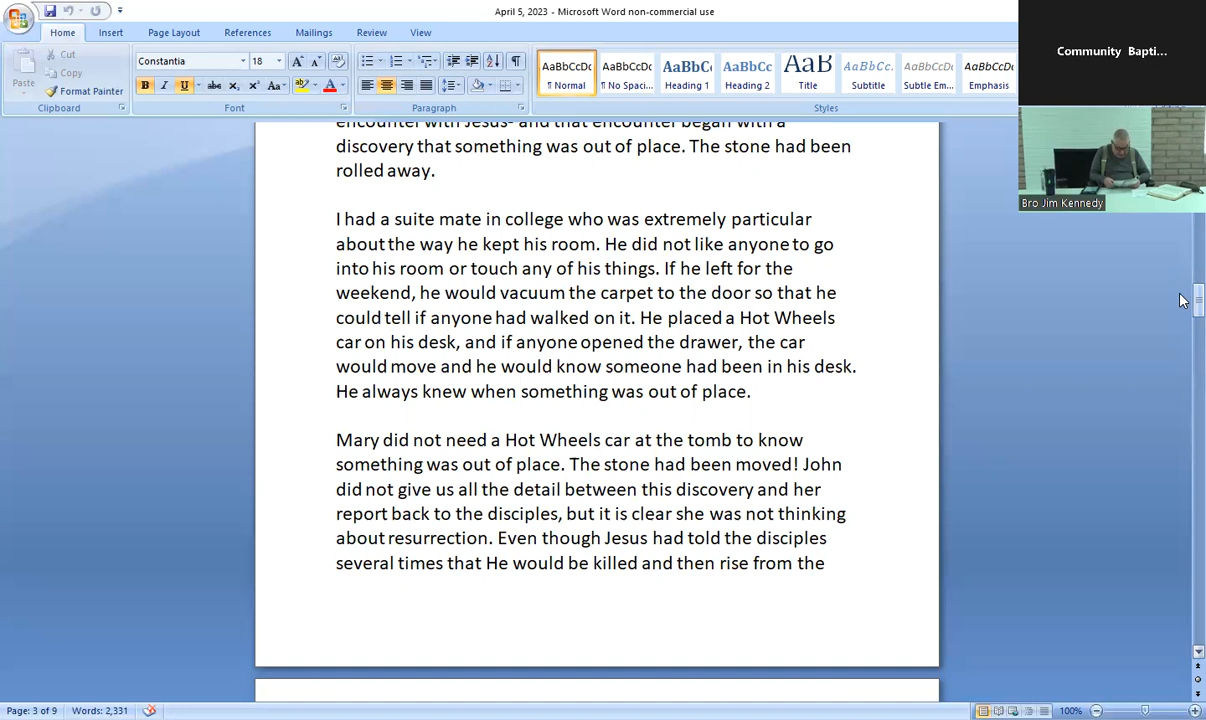 April 5, 2023 - Microsoft Word non-commercial use
Home Insert Page Layout References Mailings Review View
Paste
Cut
Copy
Format Painter
Clipboard
Constantia 18
B I U abc X₂ X² Aa
Font
Paragraph
AaBbCcDc AaBbCcDc AaBbC AaBbCc AaB AaBbCc. AaBbCcDc AaBbCcDc
¶ Normal ¶ No Spaci... Heading 1 Heading 2 Title Subtitle Subtle Em... Emphasis
Styles
Community Bapti...
Bro Jim Kennedy
encounter with Jesus- and that encounter began with a
discovery that something was out of place. The stone had been
rolled away.
I had a suite mate in college who was extremely particular
about the way he kept his room. He did not like anyone to go
into his room or touch any of his things. If he left for the
weekend, he would vacuum the carpet to the door so that he
could tell if anyone had walked on it. He placed a Hot Wheels
car on his desk, and if anyone opened the drawer, the car
would move and he would know someone had been in his desk.
He always knew when something was out of place.
Mary did not need a Hot Wheels car at the tomb to know
something was out of place. The stone had been moved! John
did not give us all the detail between this discovery and her
report back to the disciples, but it is clear she was not thinking
about resurrection. Even though Jesus had told the disciples
several times that He would be killed and then rise from the
Page: 3 of 9 Words: 2,331 100%